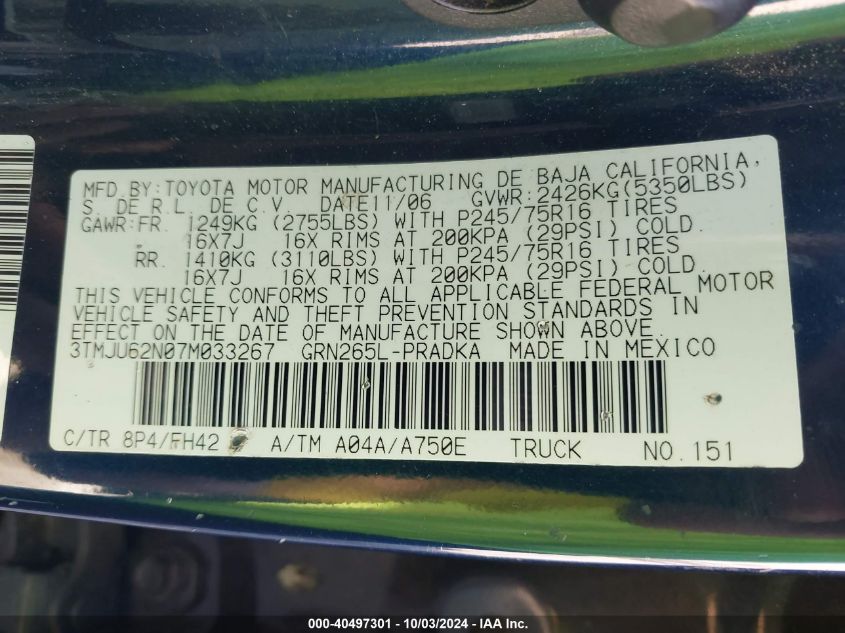 MFD. BY: TOYOTA MOTOR MANUFACTURING DE BAJA CALIFORNIA,
S. DE R.L. DE C.V. DATE 11/06 GVWR: 2426KG(5350LBS)
GAWR:FR. 1249KG (2755LBS) WITH P245/75R16 TIRES
16X7J 16X RIMS AT 200KPA (29PSI) COLD.
RR. 1410KG (3110LBS) WITH P245/75R16 TIRES
16X7J 16X RIMS AT 200KPA (29PSI) COLD.
THIS VEHICLE CONFORMS TO ALL APPLICABLE FEDERAL MOTOR
VEHICLE SAFETY AND THEFT PREVENTION STANDARDS IN
EFFECT ON THE DATE OF MANUFACTURE SHOWN ABOVE.
3TMJU62N07M033267 GRN265L-PRADKA MADE IN MEXICO
C/TR 8P4/FH42 A/TM A04A/A750E TRUCK NO.151
000-40497301 - 10/03/2024 - IAA Inc.